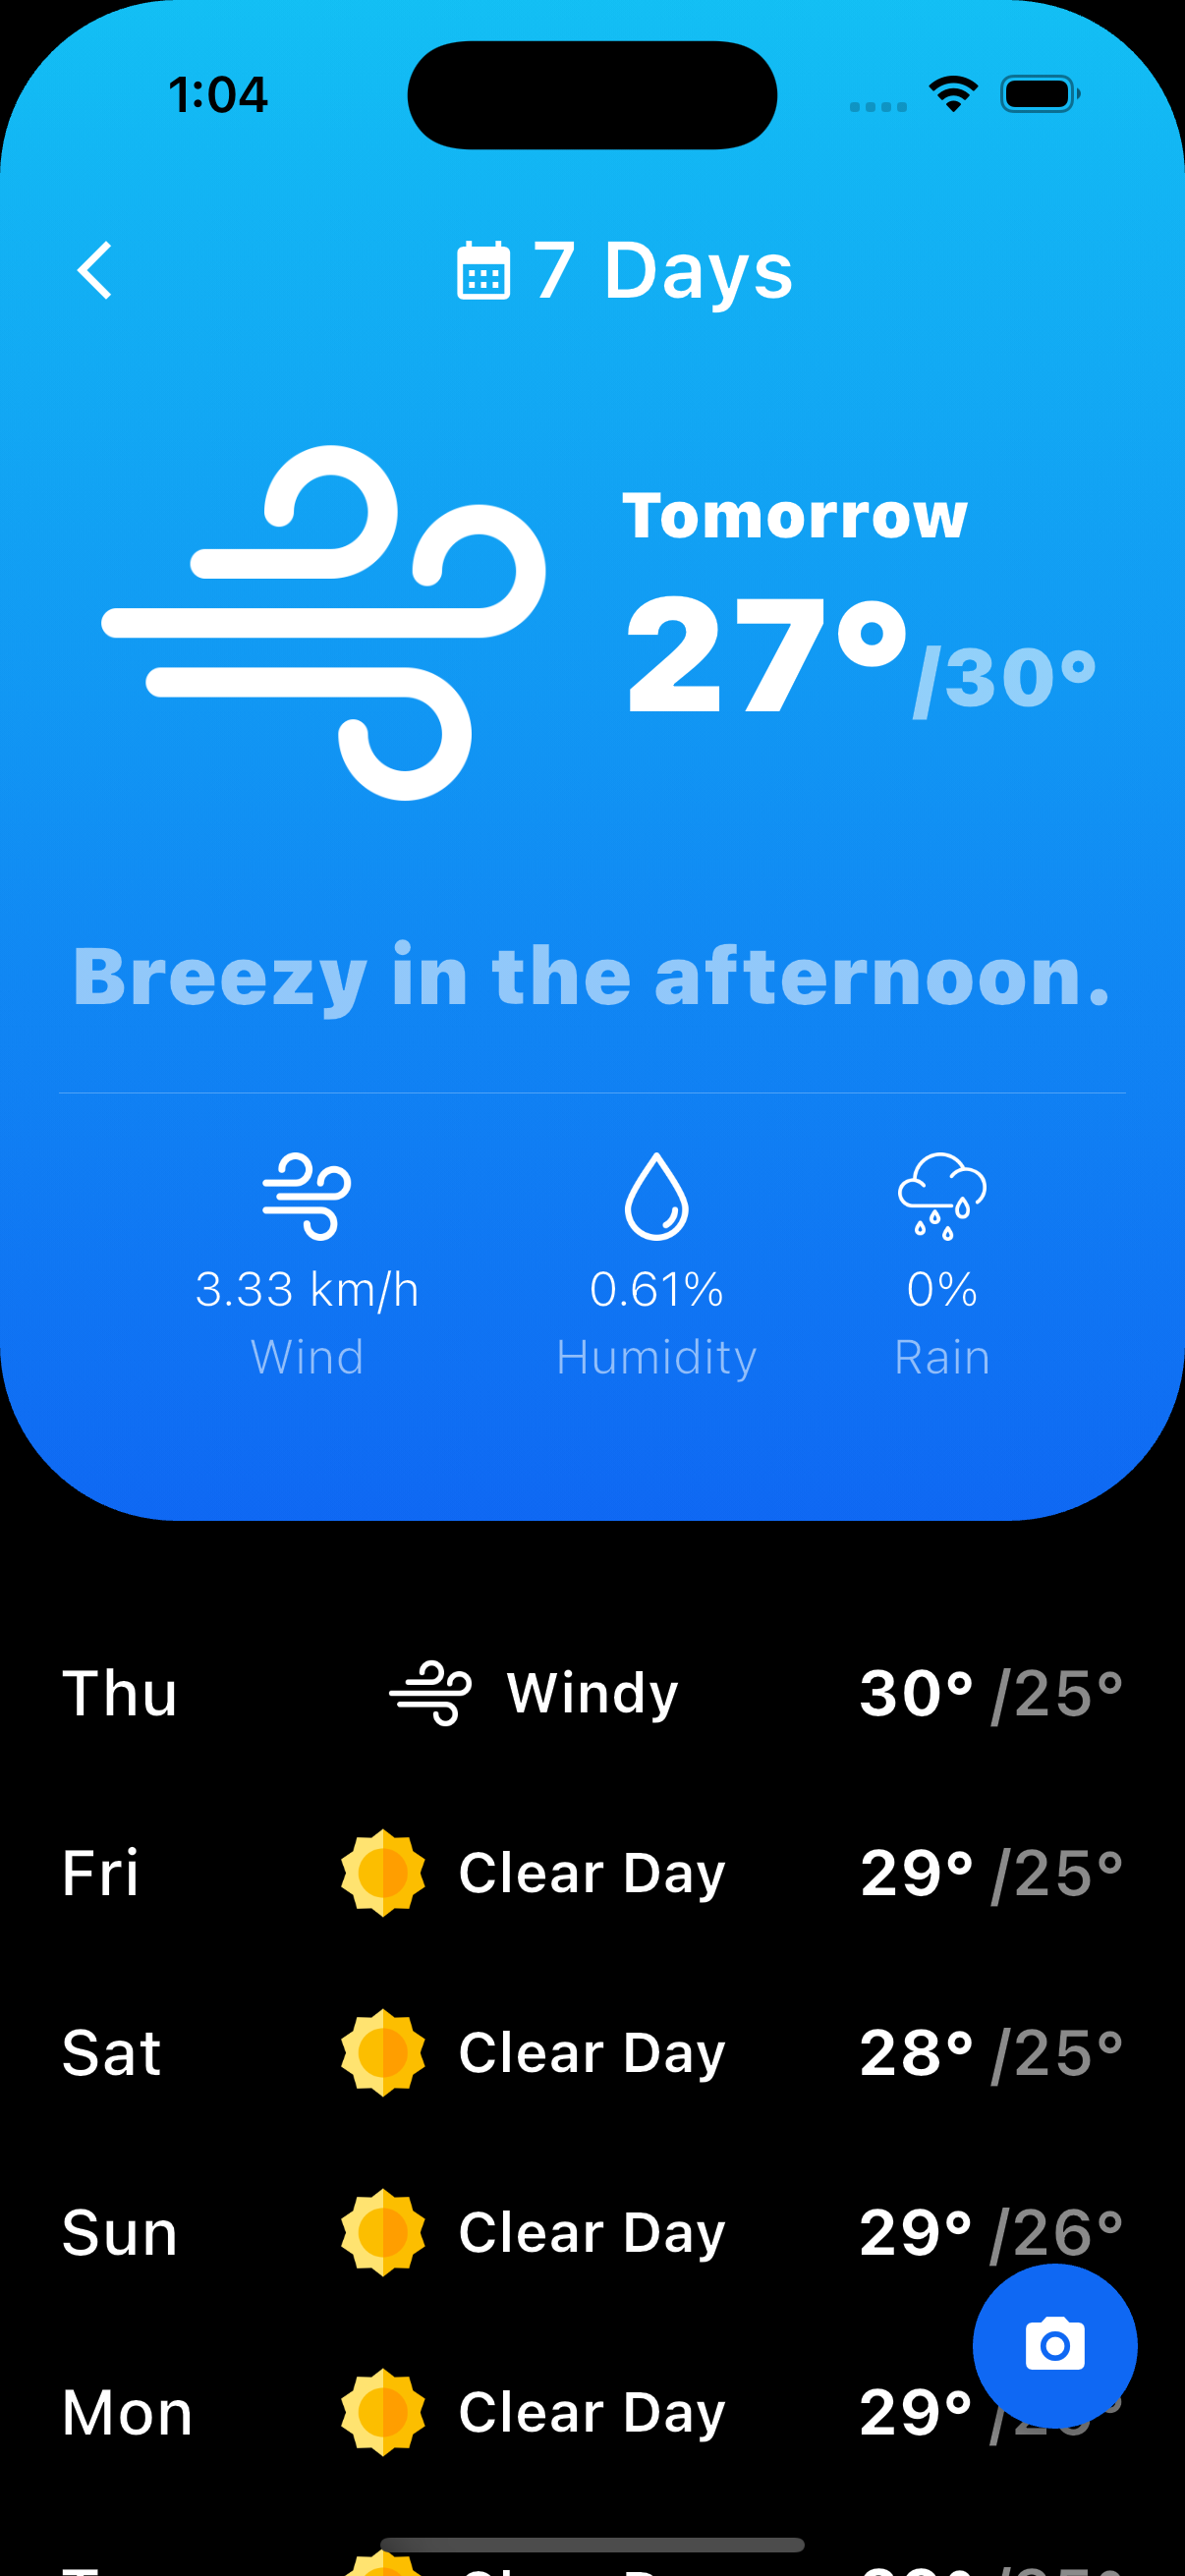 1:04
7 Days
Tomorrow
27°/30°
Breezy in the afternoon.
3.33 km/h
0.61%
0%
Wind
Humidity
Rain
Thu Windy 30° /25°
Fri Clear Day 29° /25°
Sat Clear Day 28° /25°
Sun Clear Day 29° /26°
Mon Clear Day 29°